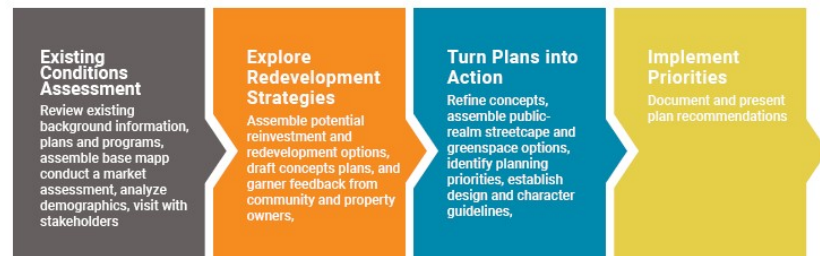 Existing
Conditions
Assessment
Review existing
background information,
plans and programs,
assemble base mapp
conduct a market
assessment, analyze
demographics, visit with
stakeholders
Explore
Redevelopment
Strategies
Assemble potential
reinvestment and
redevelopment options,
draft concepts plans, and
garner feedback from
community and property
owners,
Turn Plans into
Action
Refine concepts,
assemble public-
realm streetcape and
greenspace options,
identify planning
priorities, establish
design and character
guidelines,
Implement
Priorities
Document and present
plan recommendations